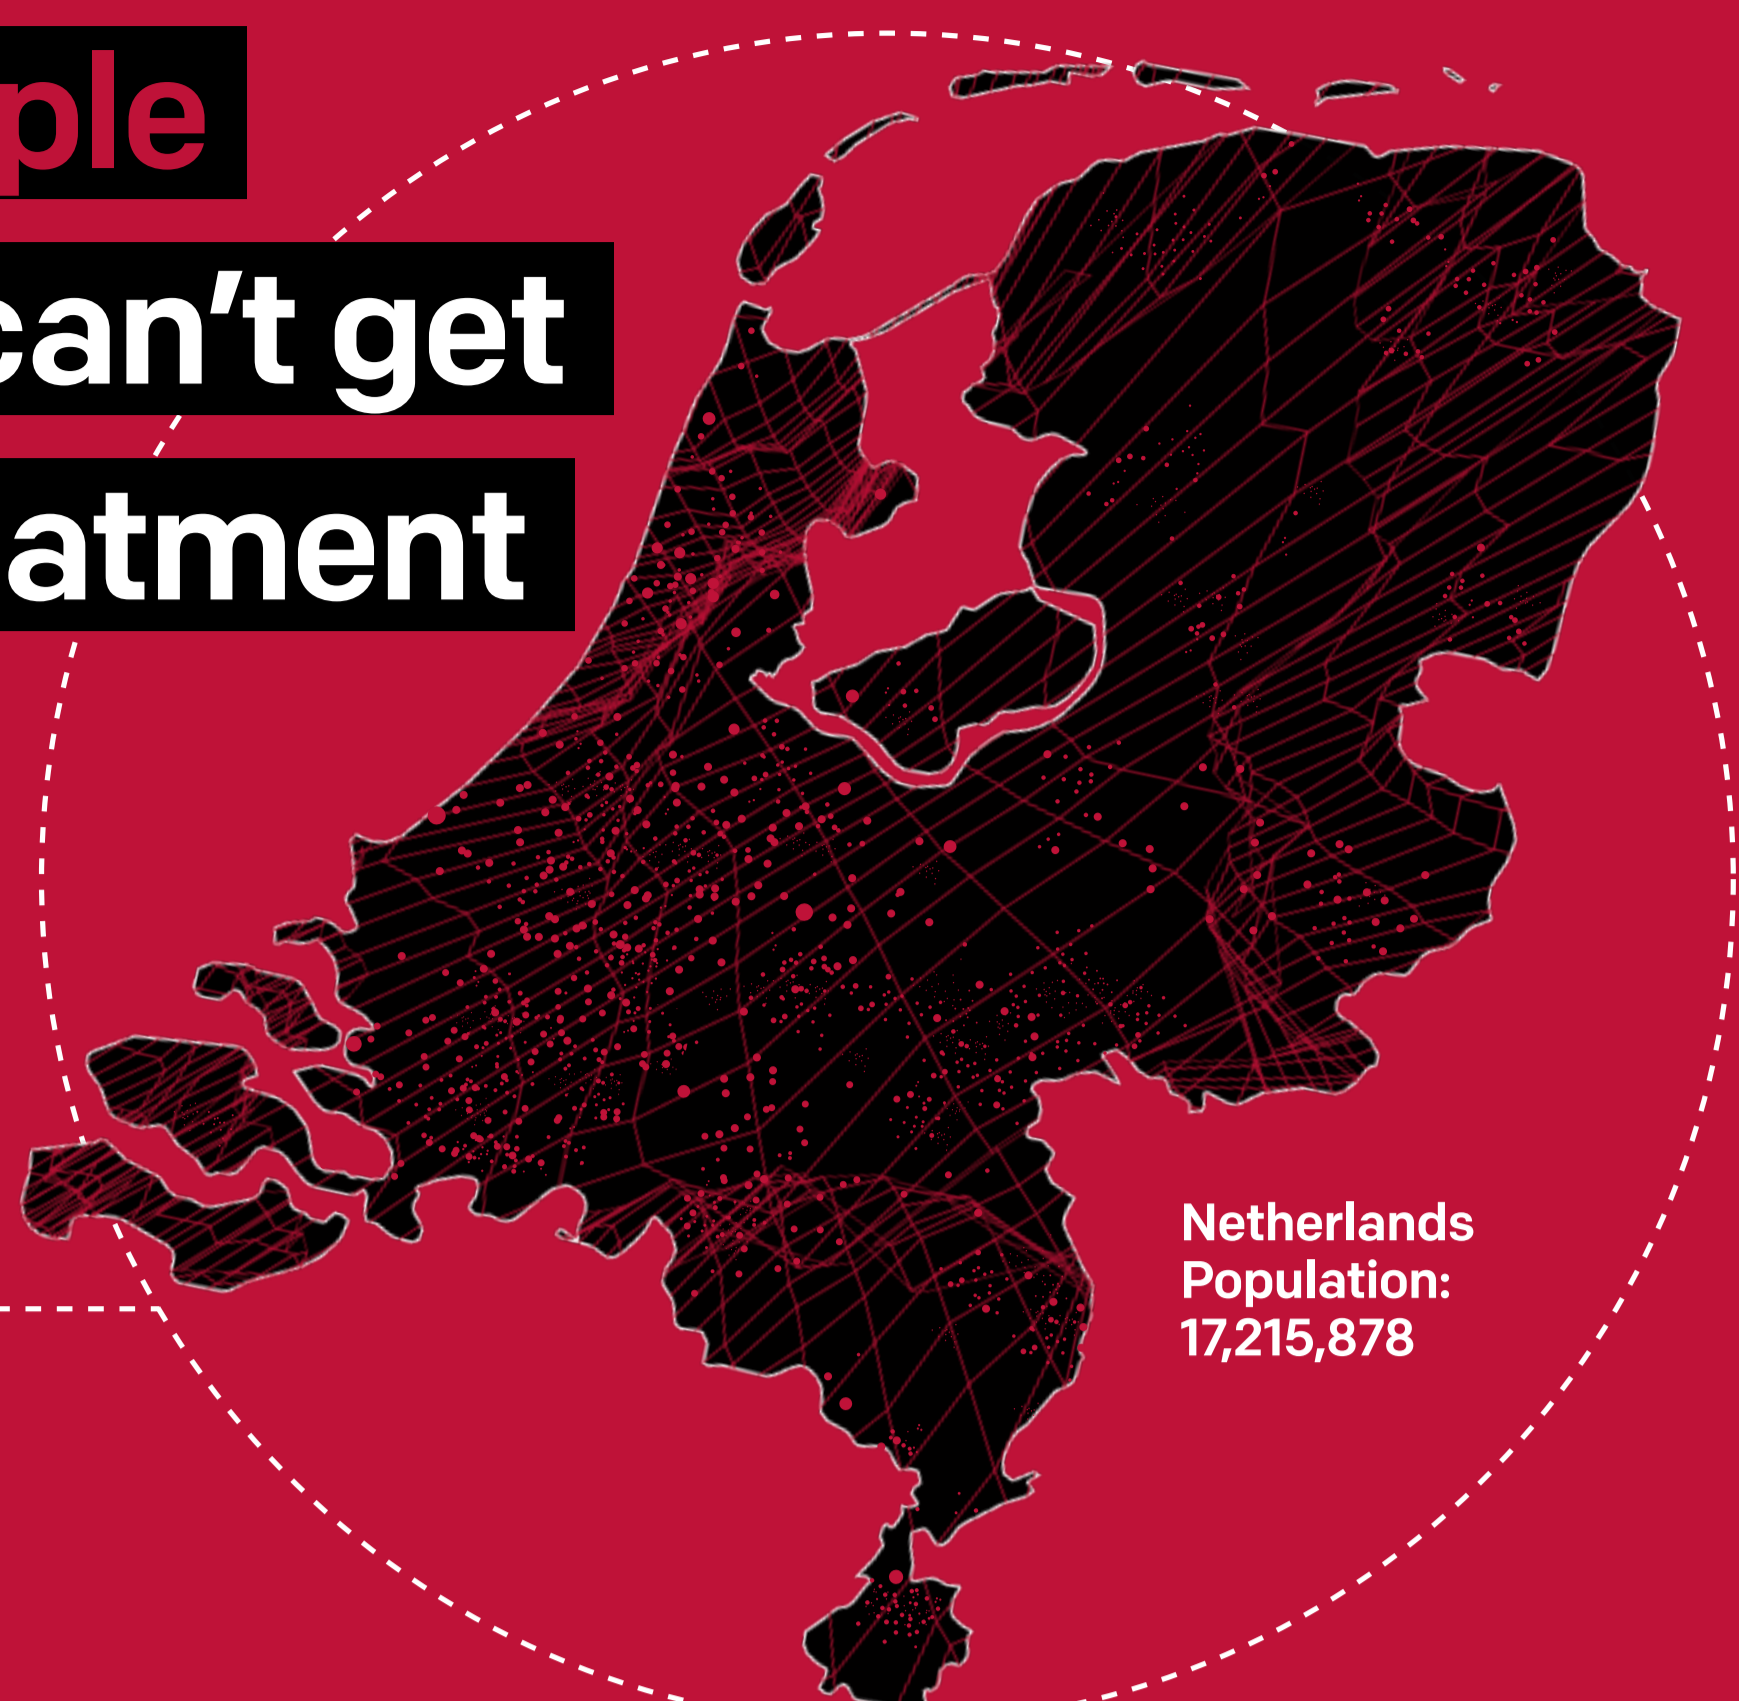 ple
can’t get
atment
Netherlands
Population:
17,215,878